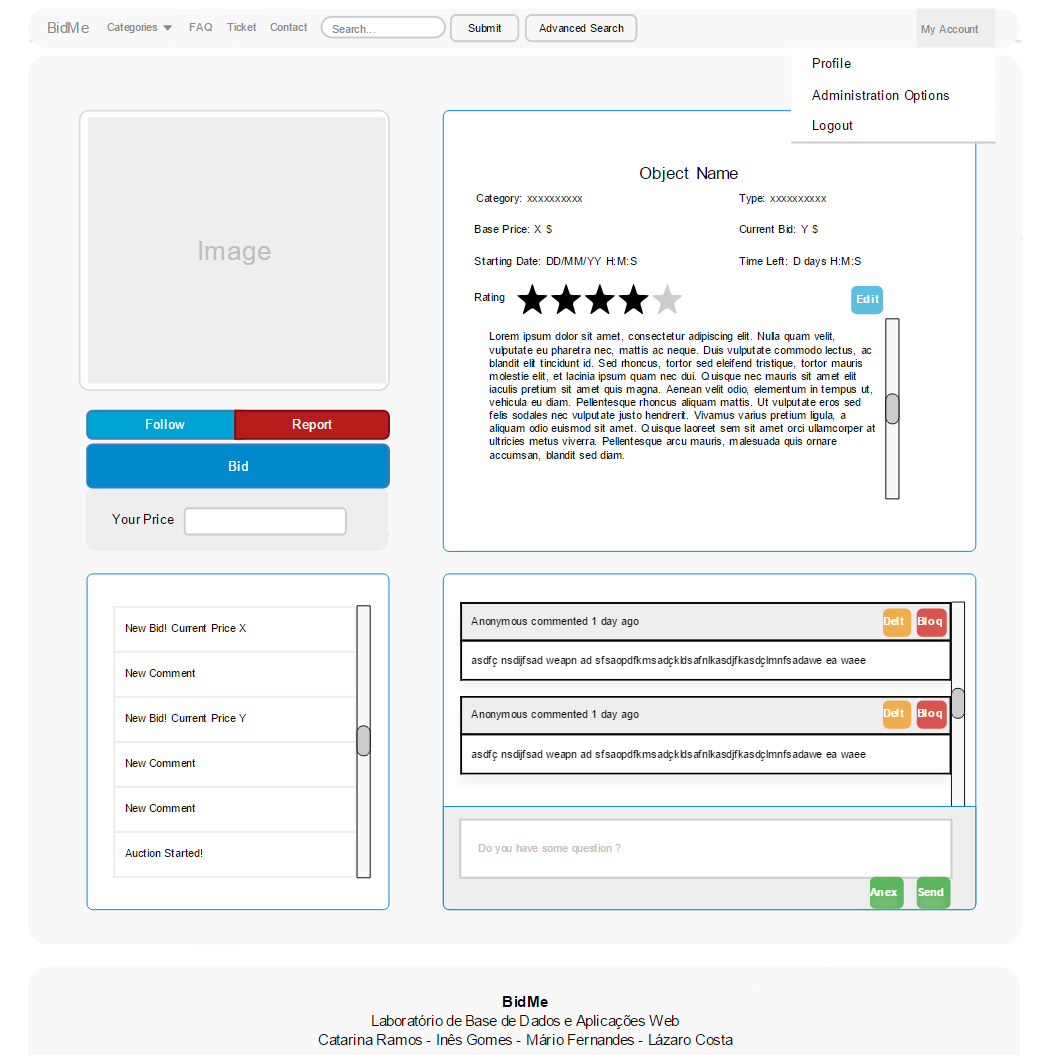 BidMe Categories FAQ Ticket Contact Search... Submit Advanced Search My Account
Profile
Administration Options
Logout
Image
Follow Report
Bid
Your Price
Object Name
Category: xxxxxxxxxx Type: xxxxxxxxxx
Base Price: X $ Current Bid: Y $
Starting Date: DD/MM/YY H:M:S Time Left: D days H:M:S
Rating Edit
Lorem ipsum dolor sit amet, consectetur adipiscing elit. Nulla quam velit,
vulputate eu pharetra nec, mattis ac neque. Duis vulputate commodo lectus, ac
blandit elit tincidunt id. Sed rhoncus, tortor sed eleifend tristique, tortor mauris
molestie elit, et lacinia ipsum quam nec dui. Quisque nec mauris sit amet elit
iaculis pretium sit amet quis magna. Aenean velit odio, elementum in tempus ut,
vehicula eu diam. Pellentesque rhoncus aliquam mattis. Ut vulputate eros sed
felis sodales nec vulputate justo hendrerit. Vivamus varius pretium ligula, a
aliquam odio euismod sit amet. Quisque laoreet sem sit amet orci ullamcorper at
ultricies metus viverra. Pellentesque arcu mauris, malesuada quis ornare
accumsan, blandit sed diam.
New Bid! Current Price X
New Comment
New Bid! Current Price Y
New Comment
New Comment
Auction Started!
Anonymous commented 1 day ago Delt Bloq
asdfç nsdijfsad weapn ad sfsaopdfkmsadçkldsafnlkasdjfkasdçlmnfsadawe ea waee
Anonymous commented 1 day ago Delt Bloq
asdfç nsdijfsad weapn ad sfsaopdfkmsadçkldsafnlkasdjfkasdçlmnfsadawe ea waee
Do you have some question ?
Anex Send
BidMe
Laboratório de Base de Dados e Aplicações Web
Catarina Ramos - Inês Gomes - Mário Fernandes - Lázaro Costa